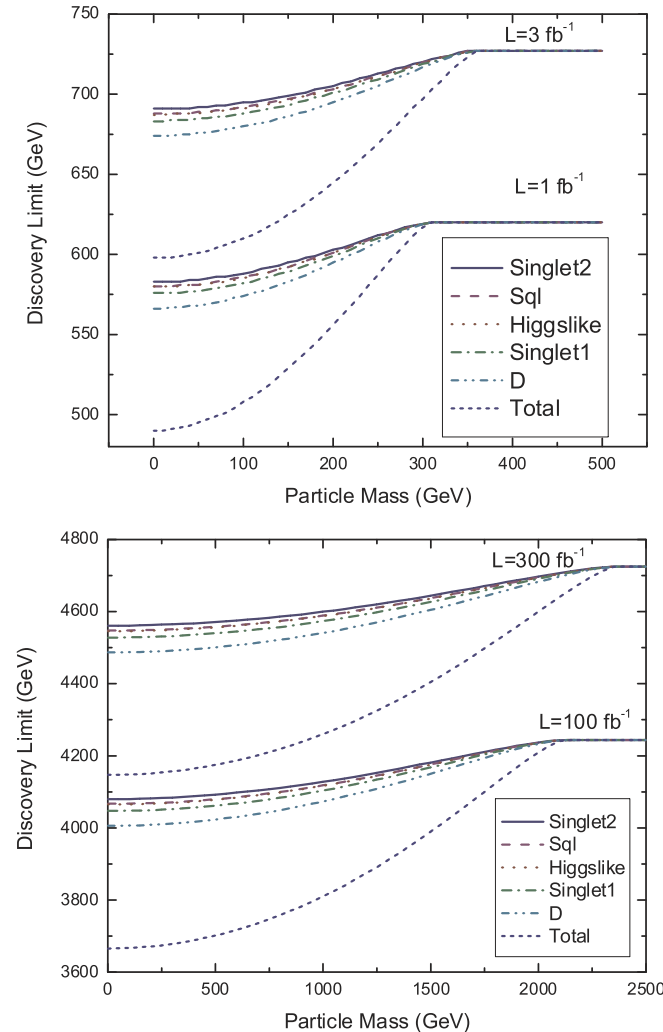 750
L=3 fb-1
700
650
L=1 fb-1
600
550
500
Discovery Limit (GeV)
Singlet2
Sql
Higgslike
Singlet1
D
Total
0 100 200 300 400 500
Particle Mass (GeV)
4800
L=300 fb-1
4600
4400
L=100 fb-1
4200
4000
3800
3600
Discovery Limit (GeV)
Singlet2
Sql
Higgslike
Singlet1
D
Total
0 500 1000 1500 2000 2500
Particle Mass (GeV)